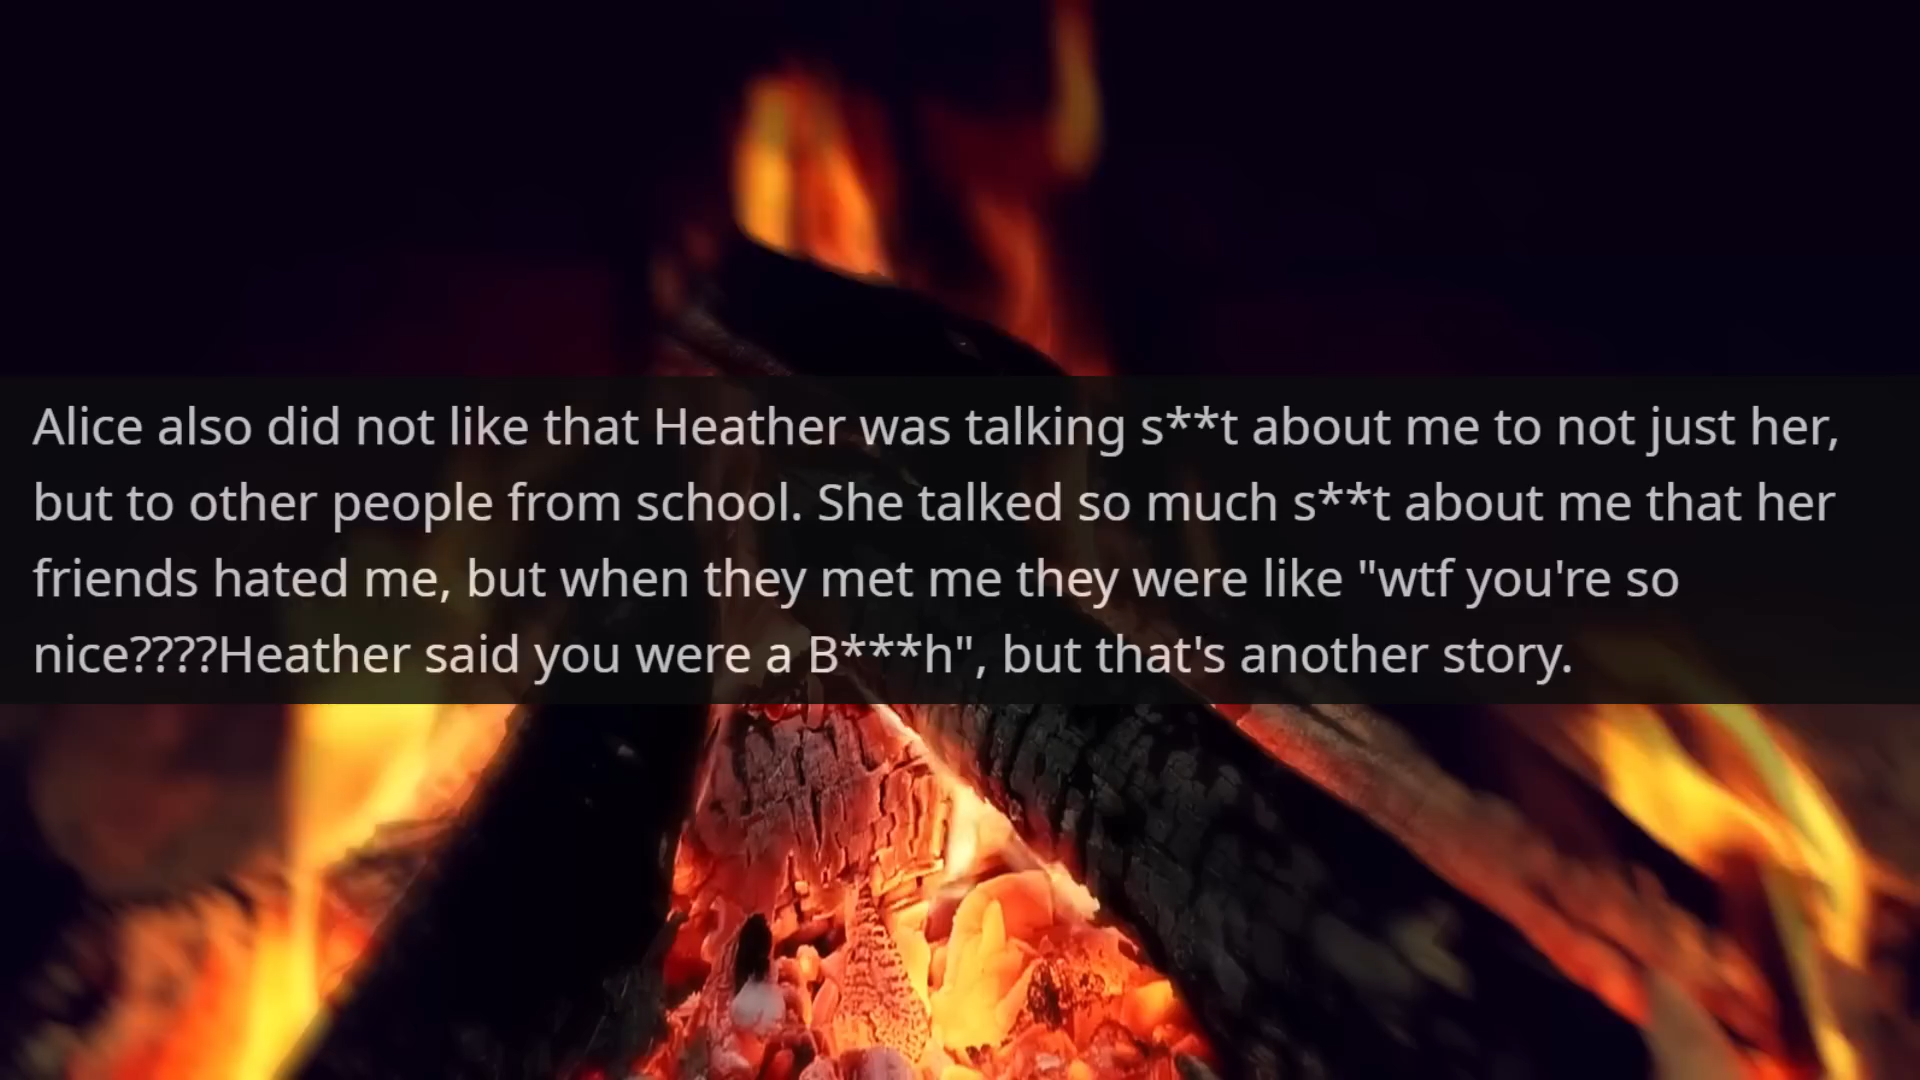 Alice also did not like that Heather was talking s**t about me to not just her,
but to other people from school. She talked so much s**t about me that her
friends hated me, but when they met me they were like "wtf you're so
nice????Heather said you were a B***h", but that's another story.